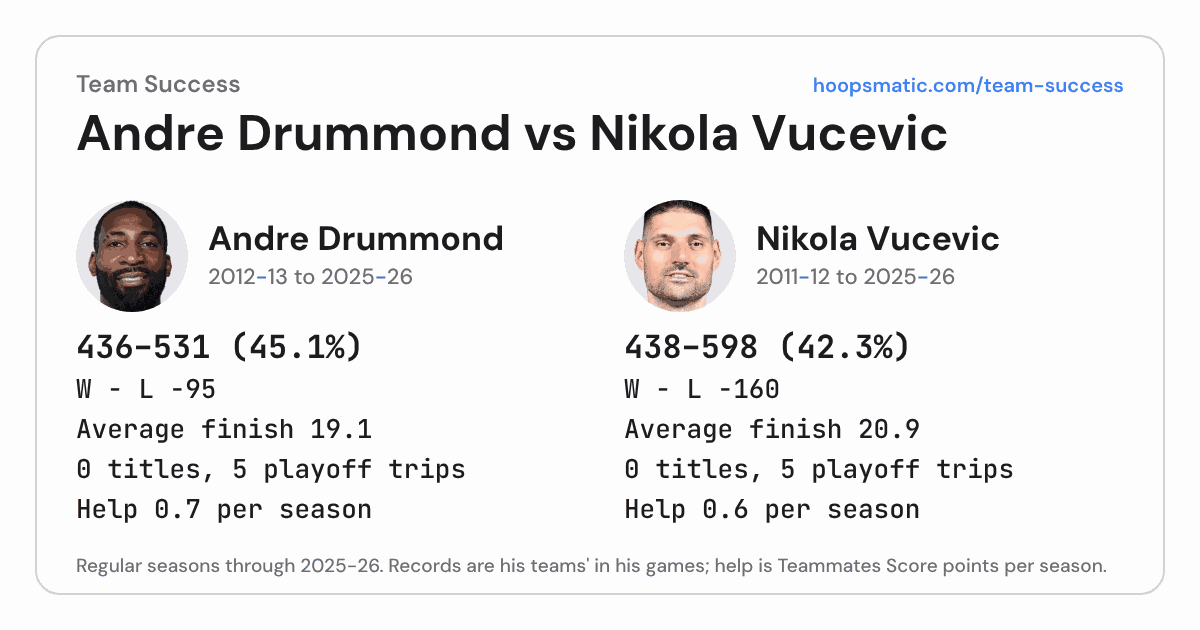 Team Success
hoopsmatic.com/team-success
Andre Drummond vs Nikola Vucevic
Andre Drummond
2012-13 to 2025-26
436-531 (45.1%)
W - L -95
Average finish 19.1
0 titles, 5 playoff trips
Help 0.7 per season
Nikola Vucevic
2011-12 to 2025-26
438-598 (42.3%)
W - L -160
Average finish 20.9
0 titles, 5 playoff trips
Help 0.6 per season
Regular seasons through 2025-26. Records are his teams' in his games; help is Teammates Score points per season.